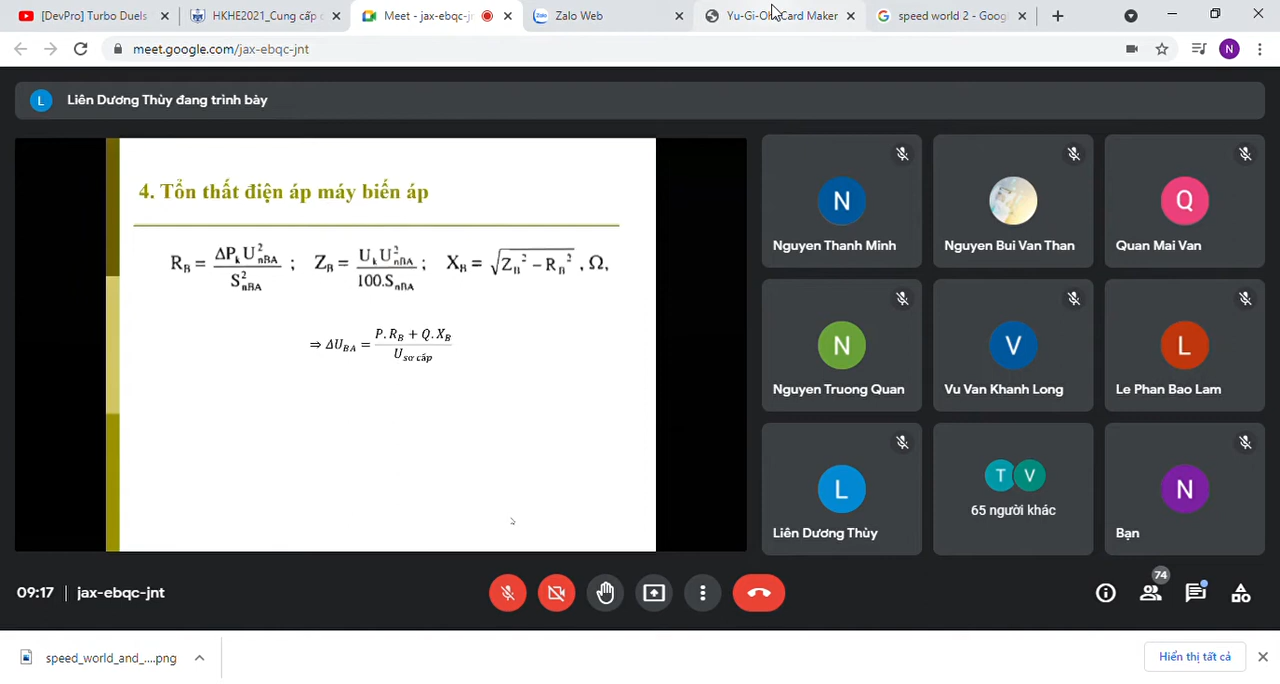 [DevPro] Turbo Duels
HKHE2021_Cung cấp đ
Meet - jax-ebqc-jn
Zalo Web
Yu-Gi-Oh! Card Maker
speed world 2 - Goog
meet.google.com/jax-ebqc-jnt
N
L Liên Dương Thùy đang trình bày
4. Tổn thất điện áp máy biến áp
R_B = ΔP_k U²_nBA / S²_nBA ; Z_B = U_k U²_nBA / 100.S_nBA ; X_B = √(Z_B² − R_B²) , Ω,
⇒ ΔU_BA = P.R_B + Q.X_B / U_sơ cấp
N
Nguyen Thanh Minh
Nguyen Bui Van Than
Q
Quan Mai Van
N
Nguyen Truong Quan
V
Vu Van Khanh Long
L
Le Phan Bao Lam
L
Liên Dương Thùy
T V
65 người khác
N
Bạn
09:17 | jax-ebqc-jnt
74
speed_world_and_....png
Hiển thị tất cả